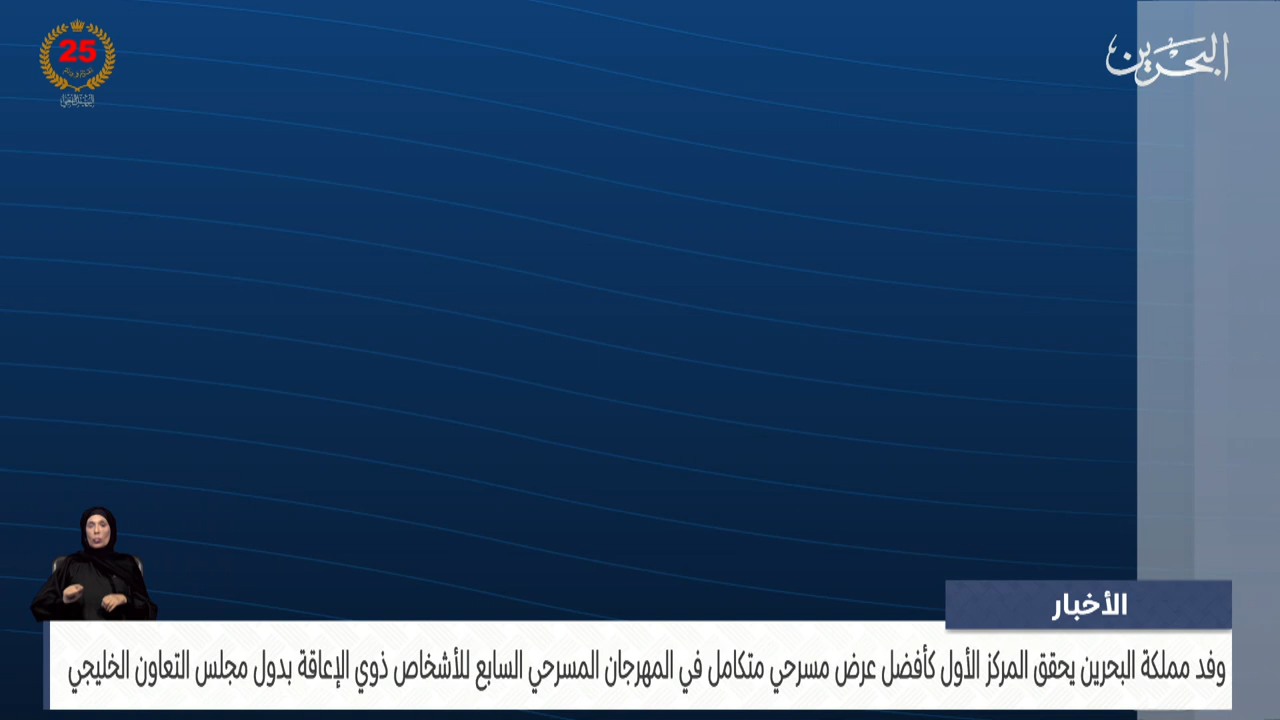 البحرين
25
الأخبار
وفد مملكة البحرين يحقق المركز الأول كأفضل عرض مسرحي متكامل في المهرجان المسرحي السابع للأشخاص ذوي الإعاقة بدول مجلس التعاون الخليجي